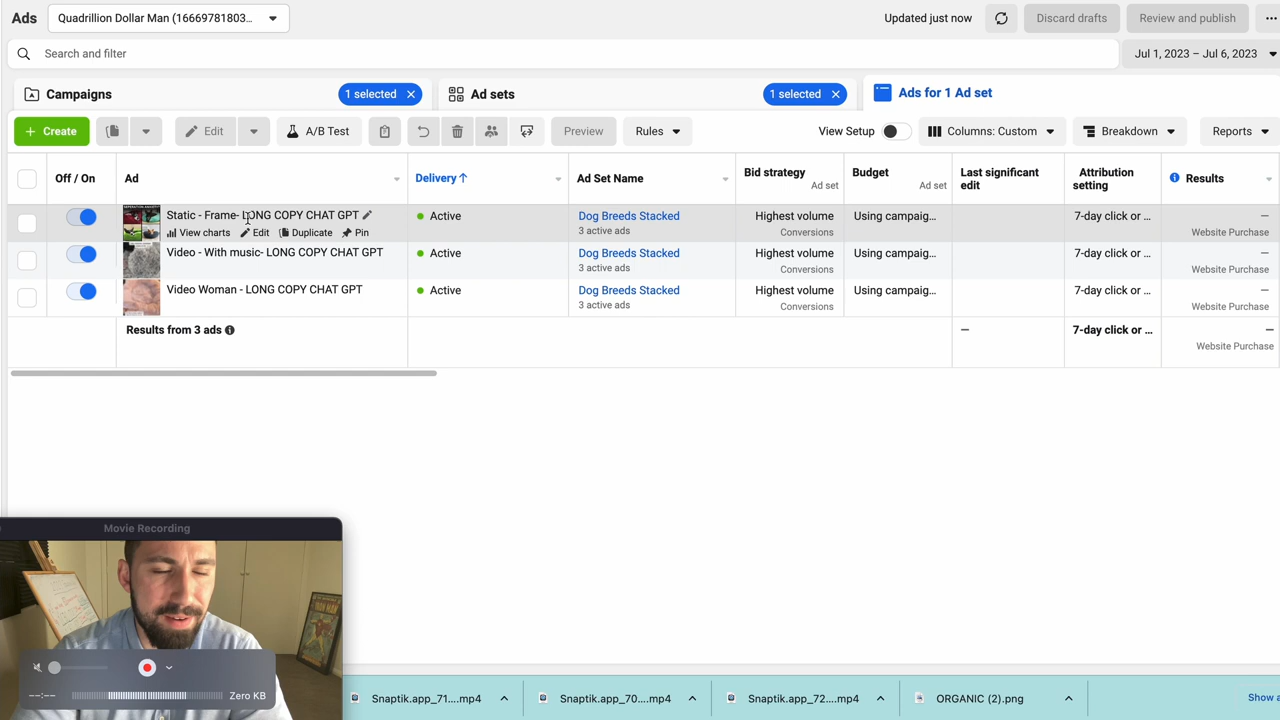 Ads
Quadrillion Dollar Man (16669781803...
Updated just now
Discard drafts
Review and publish
Search and filter
Jul 1, 2023 – Jul 6, 2023
Campaigns
1 selected
Ad sets
1 selected
Ads for 1 Ad set
+ Create
Edit
A/B Test
Preview
Rules
View Setup
Columns: Custom
Breakdown
Reports
Off / On
Ad
Delivery ↑
Ad Set Name
Bid strategy
Ad set
Budget
Ad set
Last significant
edit
Attribution
setting
Results
Static - Frame- LONG COPY CHAT GPT
View charts
Edit
Duplicate
Pin
Active
Dog Breeds Stacked
3 active ads
Highest volume
Conversions
Using campaig...
7-day click or ...
—
Website Purchase
Video - With music- LONG COPY CHAT GPT
Active
Dog Breeds Stacked
3 active ads
Highest volume
Conversions
Using campaig...
7-day click or ...
—
Website Purchase
Video Woman - LONG COPY CHAT GPT
Active
Dog Breeds Stacked
3 active ads
Highest volume
Conversions
Using campaig...
7-day click or ...
—
Website Purchase
Results from 3 ads
—
7-day click or ...
—
Website Purchase
Movie Recording
IRON MAN
--:--
Zero KB
Snaptik.app_71....mp4
Snaptik.app_70....mp4
Snaptik.app_72....mp4
ORGANIC (2).png
Show